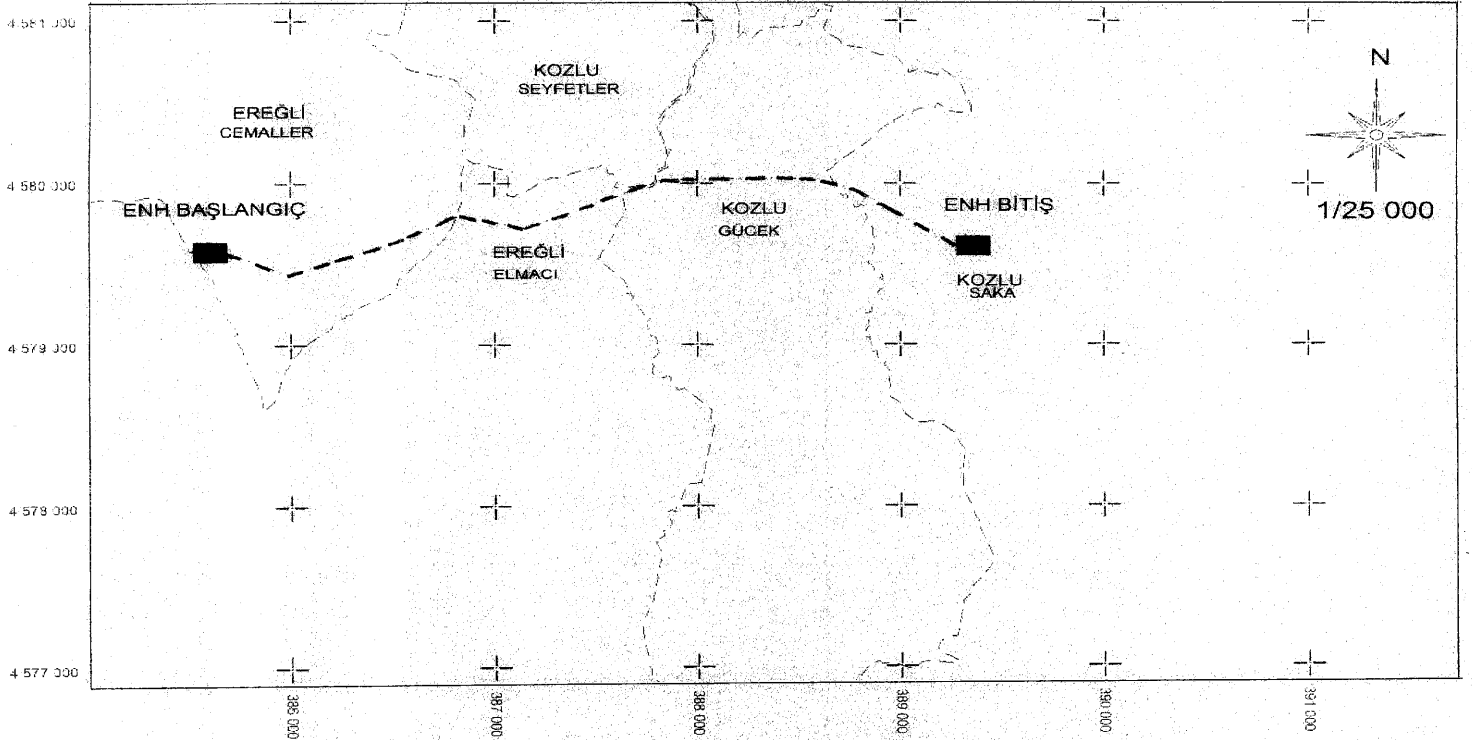 4 581 000
KOZLU
SEYFETLER
N
EREĞLİ
CEMALLER
4 580 000
ENH BAŞLANGIÇ
KOZLU
GÜCEK
ENH BİTİŞ
1/25 000
EREĞLİ
ELMACI
KOZLU
SAKA
4 579 000
4 578 000
4 577 000
386 000
387 000
388 000
389 000
390 000
391 000